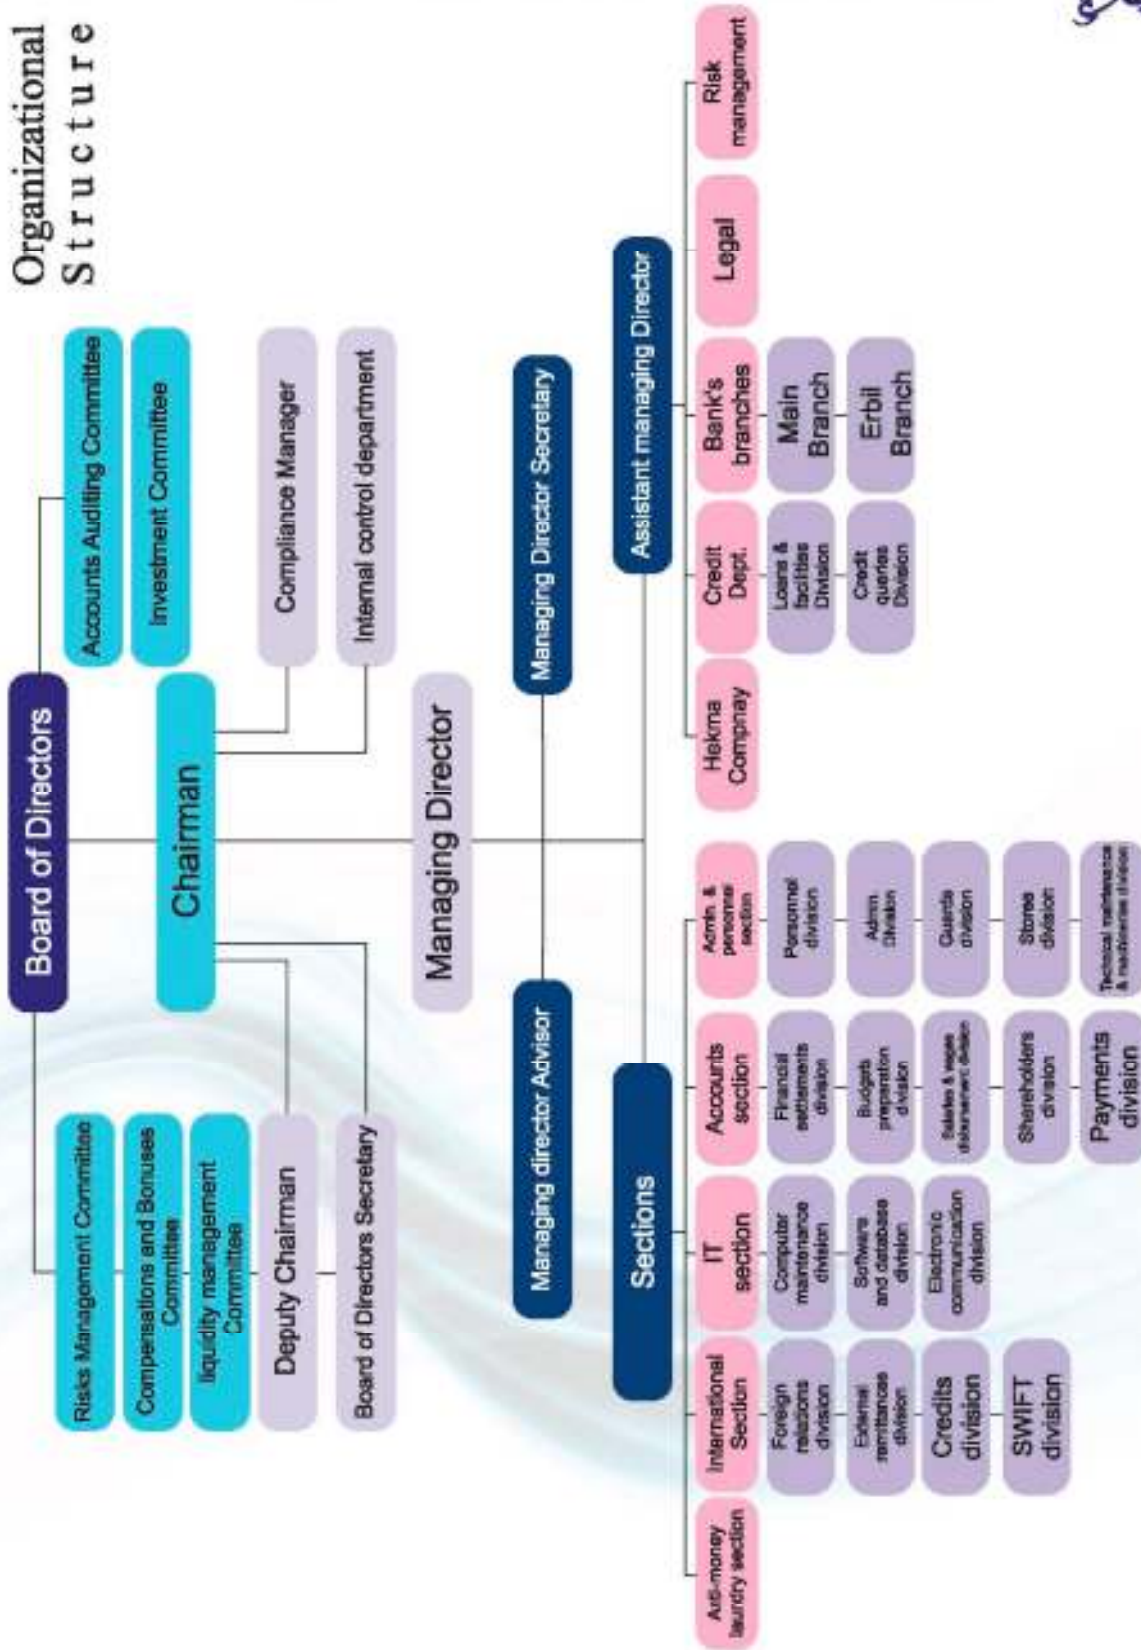 Organizational
Structure
Board of Directors
Accounts Auditing Committee
Investment Committee
Risks Management Committee
Compensations and Bonuses
Committee
liquidity management
Committee
Chairman
Deputy Chairman
Board of Directors Secretary
Compliance Manager
Internal control department
Managing Director
Managing director Advisor
Managing Director Secretary
Sections
Assistant managing Director
Anti-money
laundry section
International
Section
Foreign
relations
division
External
remittances
division
Credits
division
SWIFT
division
IT
section
Computer
maintenance
division
Software
and database
division
Electronic
communication
division
Accounts
section
Financial
settlements
division
Budgets
preparation
division
Salaries & wages
disbursement division
Shareholders
division
Payments
division
Admin. &
personnel
section
Personnel
division
Admin
Division
Guards
division
Stores
division
Technical maintenance
& machineries division
Hekma
Compnay
Credit
Dept.
Loans &
facilities
Division
Credit
queries
Division
Bank's
branches
Main
Branch
Erbil
Branch
Legal
Risk
management